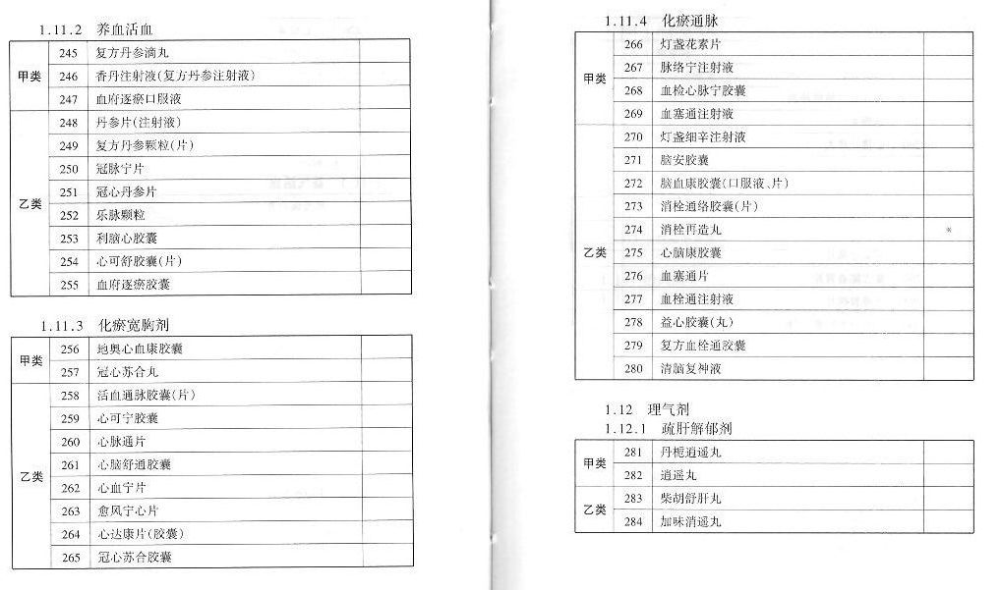 1.11.2 养血活血
甲类
245 复方丹参滴丸
246 香丹注射液(复方丹参注射液)
247 血府逐瘀口服液
乙类
248 丹参片(注射液)
249 复方丹参颗粒(片)
250 冠脉宁片
251 冠心丹参片
252 乐脉颗粒
253 利脑心胶囊
254 心可舒胶囊(片)
255 血府逐瘀胶囊
1.11.3 化瘀宽胸剂
甲类
256 地奥心血康胶囊
257 冠心苏合丸
乙类
258 活血通脉胶囊(片)
259 心可宁胶囊
260 心脉通片
261 心脑舒通胶囊
262 心血宁片
263 愈风宁心片
264 心达康片(胶囊)
265 冠心苏合胶囊
1.11.4 化瘀通脉
甲类
266 灯盏花素片
267 脉络宁注射液
268 血栓心脉宁胶囊
269 血塞通注射液
乙类
270 灯盏细辛注射液
271 脑安胶囊
272 脑血康胶囊(口服液、片)
273 消栓通络胶囊(片)
274 消栓再造丸 *
275 心脑康胶囊
276 血塞通片
277 血栓通注射液
278 益心胶囊(丸)
279 复方血栓通胶囊
280 清脑复神液
1.12 理气剂
1.12.1 疏肝解郁剂
甲类
281 丹栀逍遥丸
282 逍遥丸
乙类
283 柴胡舒肝丸
284 加味消遥丸